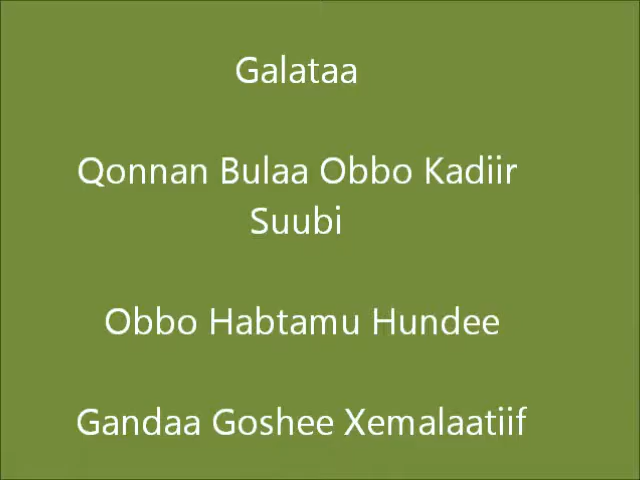 Galataa
Qonnan Bulaa Obbo Kadiir
Suubi
Obbo Habtamu Hundee
Gandaa Goshee Xemalaatiif